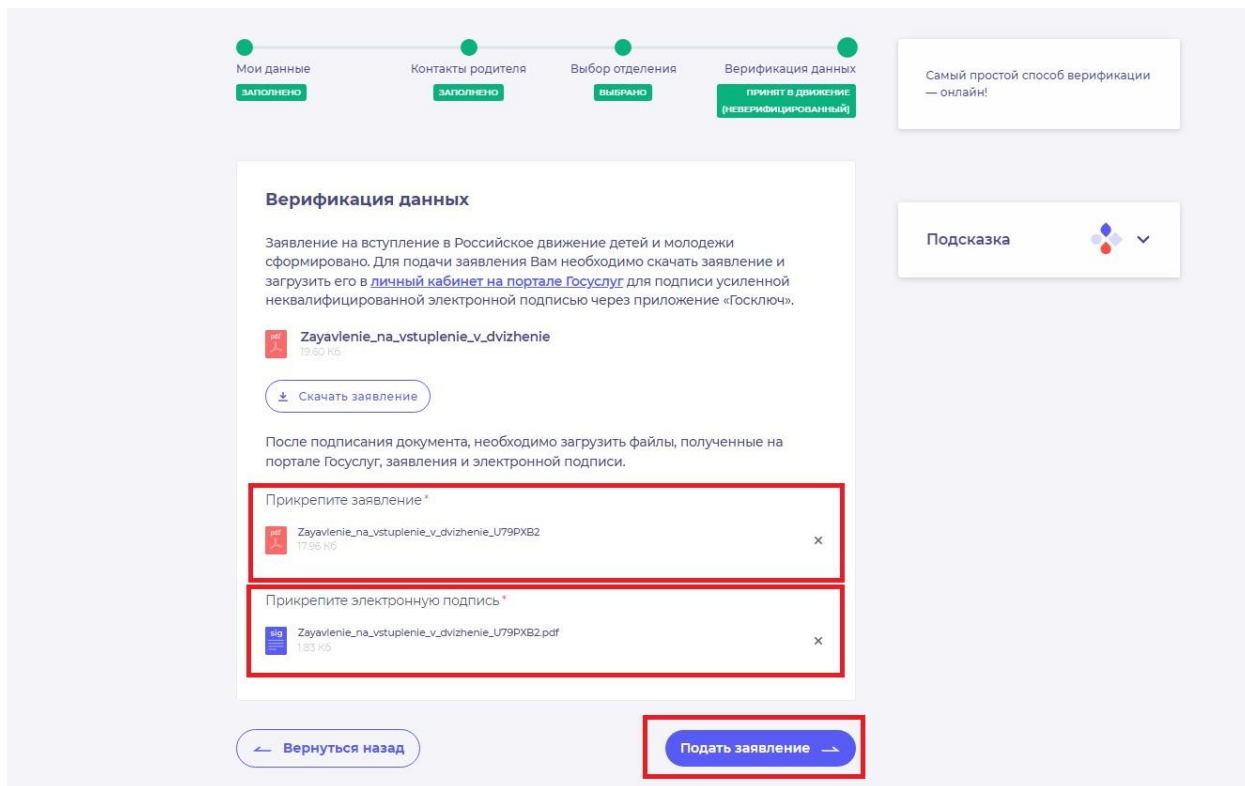 Мои данные
ЗАПОЛНЕНО
Контакты родителя
ЗАПОЛНЕНО
Выбор отделения
ВЫБРАНО
Верификация данных
ПРИНЯТ В ДВИЖЕНИЕ
(НЕВЕРИФИЦИРОВАННЫЙ)
Самый простой способ верификации
— онлайн!
Подсказка
Верификация данных
Заявление на вступление в Российское движение детей и молодежи
сформировано. Для подачи заявления Вам необходимо скачать заявление и
загрузить его в личный кабинет на портале Госуслуг для подписи усиленной
неквалифицированной электронной подписью через приложение «Госключ».
pdf
Zayavlenie_na_vstuplenie_v_dvizhenie
19.60 Кб
Скачать заявление
После подписания документа, необходимо загрузить файлы, полученные на
портале Госуслуг, заявления и электронной подписи.
Прикрепите заявление*
pdf
Zayavlenie_na_vstuplenie_v_dvizhenie_U79PXB2
17.96 Кб
Прикрепите электронную подпись*
sig
Zayavlenie_na_vstuplenie_v_dvizhenie_U79PXB2.pdf
1.83 Кб
Вернуться назад
Подать заявление